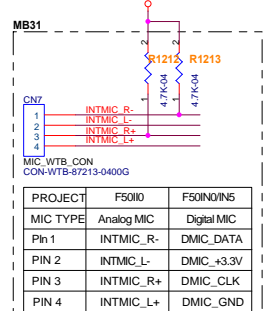 MB31
2
2
R1212
R1213
4.7K-04
4.7K-04
1
1
CN7
1
2
3
4
INTMIC_R-
INTMIC_L-
INTMIC_R+
INTMIC_L+
MIC_WTB_CON
CON-WTB-87213-0400G
PROJECT F50II0 F50IN0/IN5
MIC TYPE Analog MIC Digital MIC
PIn 1 INTMIC_R- DMIC_DATA
PIN 2 INTMIC_L- DMIC_+3.3V
PIN 3 INTMIC_R+ DMIC_CLK
PIN 4 INTMIC_L+ DMIC_GND